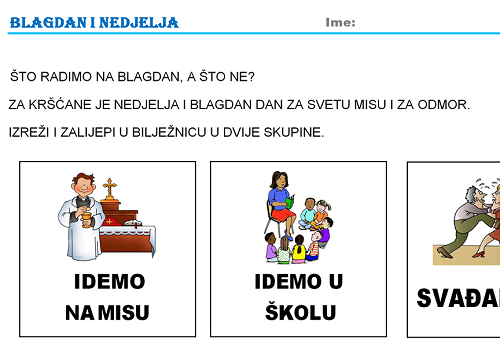 BLAGDAN I NEDJELJA
Ime:
ŠTO RADIMO NA BLAGDAN, A ŠTO NE?
ZA KRŠĆANE JE NEDJELJA I BLAGDAN DAN ZA SVETU MISU I ZA ODMOR.
IZREŽI I ZALIJEPI U BILJEŽNICU U DVIJE SKUPINE.
IDEMO
NA MISU
IDEMO U
ŠKOLU